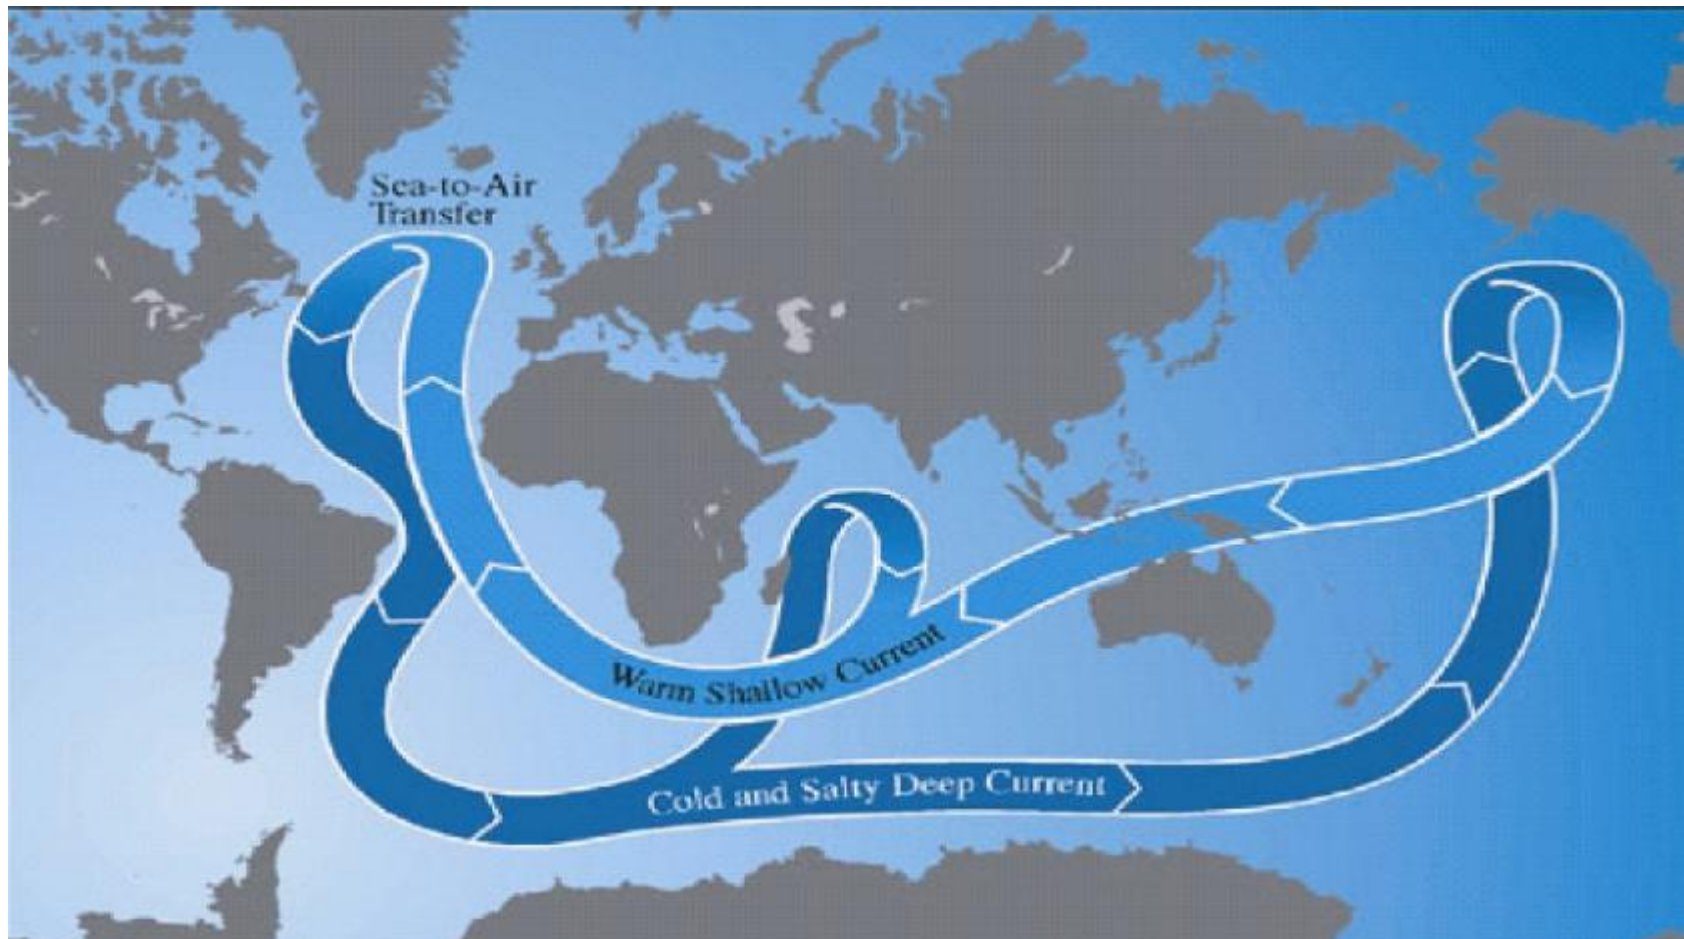 Sea-to-Air
Transfer
Warm Shallow Current
Cold and Salty Deep Current